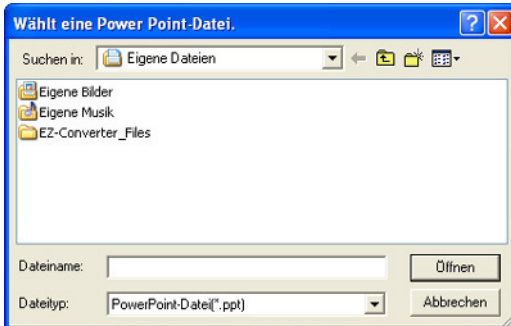 Wählt eine Power Point-Datei.
Suchen in: Eigene Dateien
Eigene Bilder
Eigene Musik
EZ-Converter_Files
Dateiname:
Öffnen
Dateityp: PowerPoint-Datei(*.ppt)
Abbrechen